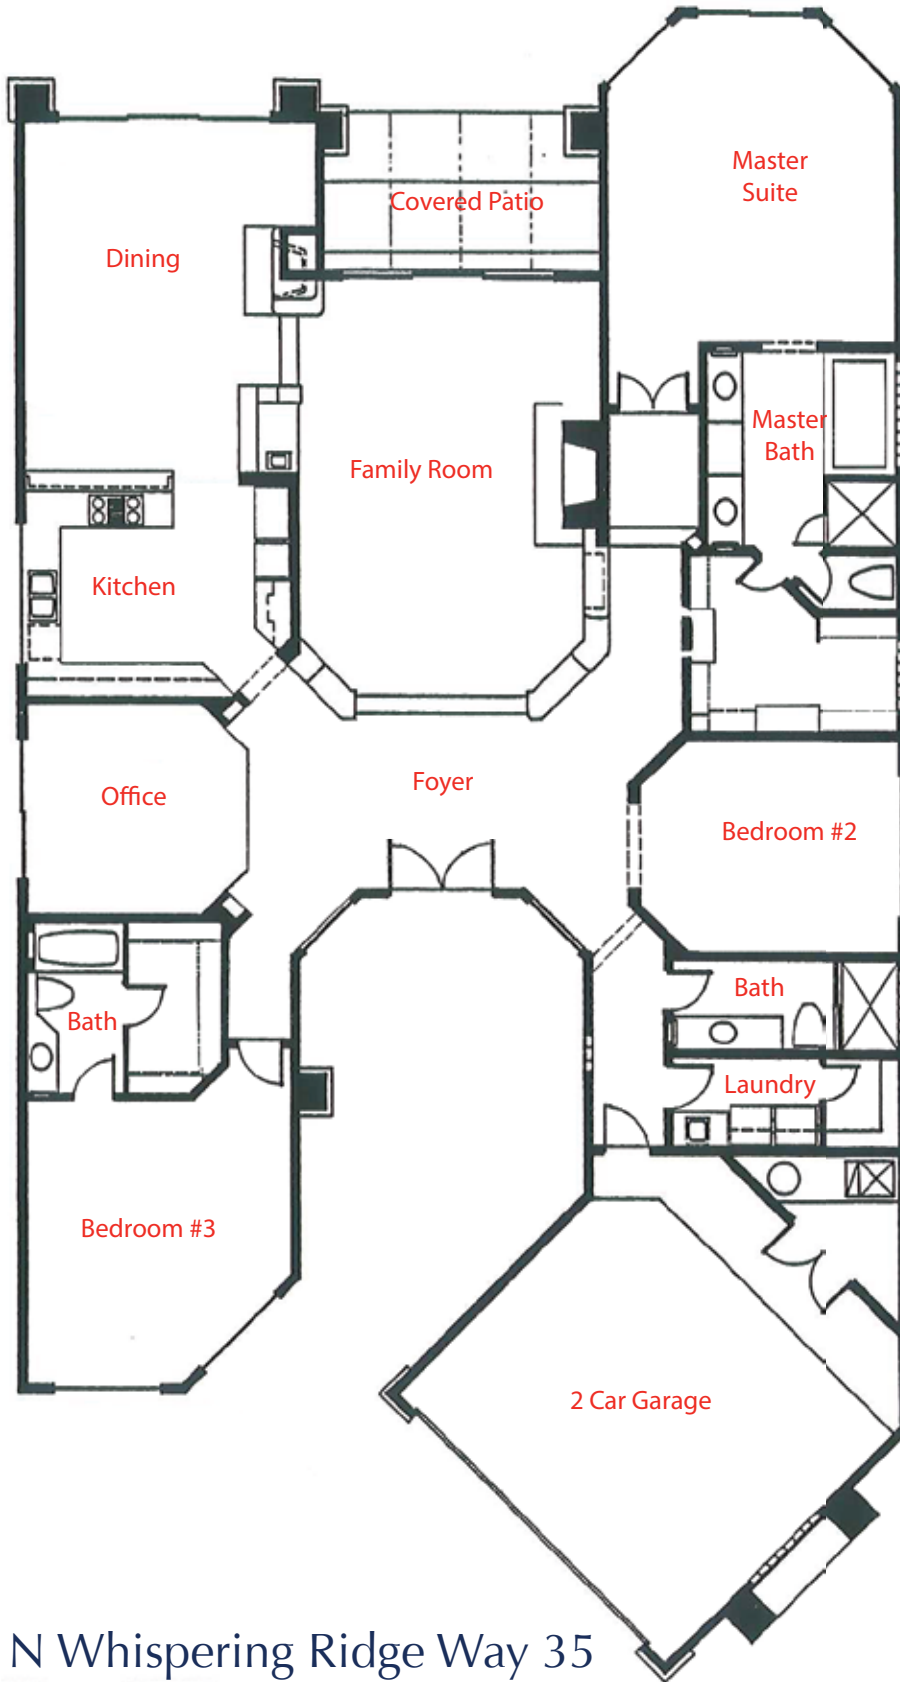 Master
Suite
Covered Patio
Dining
Master
Bath
Family Room
Kitchen
Foyer
Office
Bedroom #2
Bath
Bath
Laundry
Bedroom #3
2 Car Garage
N Whispering Ridge Way 35